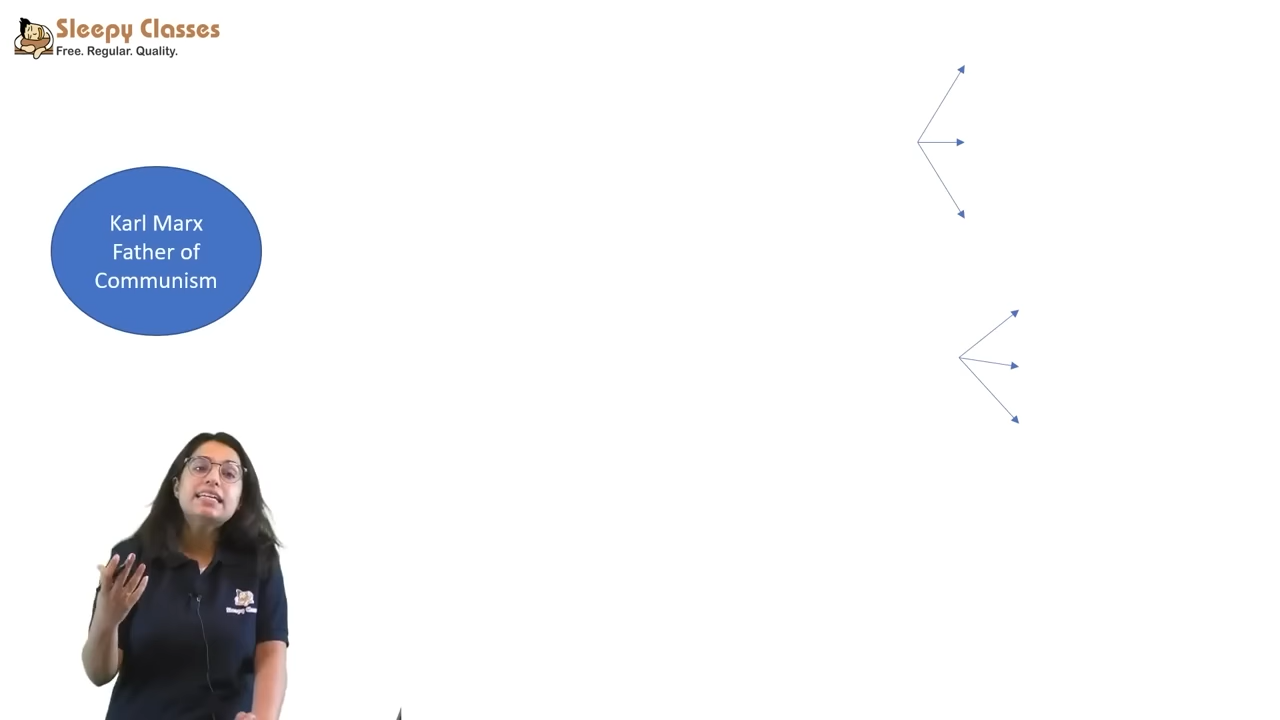 Sleepy Classes
Free. Regular. Quality.
Karl Marx
Father of
Communism